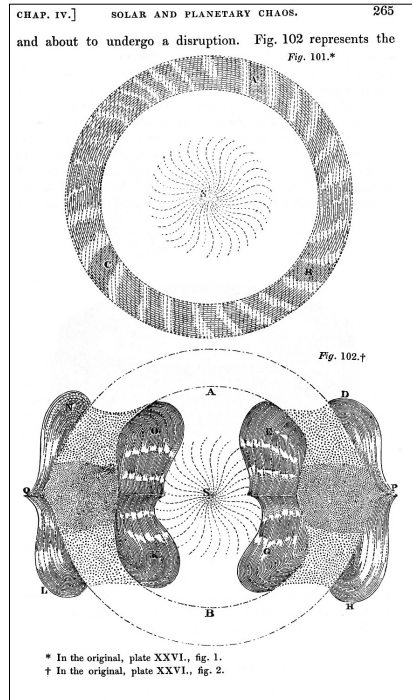 CHAP. IV.] SOLAR AND PLANETARY CHAOS. 265
and about to undergo a disruption. Fig. 102 represents the
Fig. 101.*
A
S
C
B
Fig. 102.†
A
D
N
M
E
Q
S
P
K
G
L
H
B
* In the original, plate XXVI., fig. 1.
† In the original, plate XXVI., fig. 2.